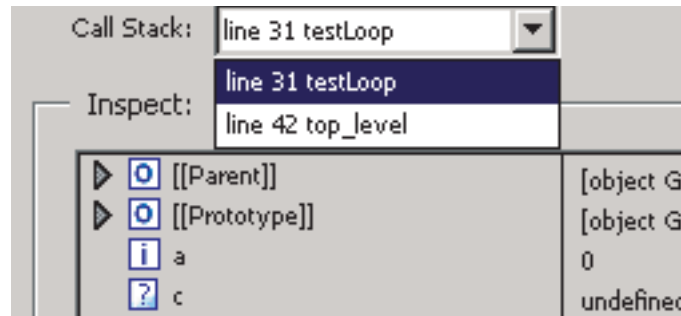 Call Stack: line 31 testLoop
line 31 testLoop
Inspect:
line 42 top_level
[[Parent]] [object G
[[Prototype]] [object G
i a 0
? c undefined